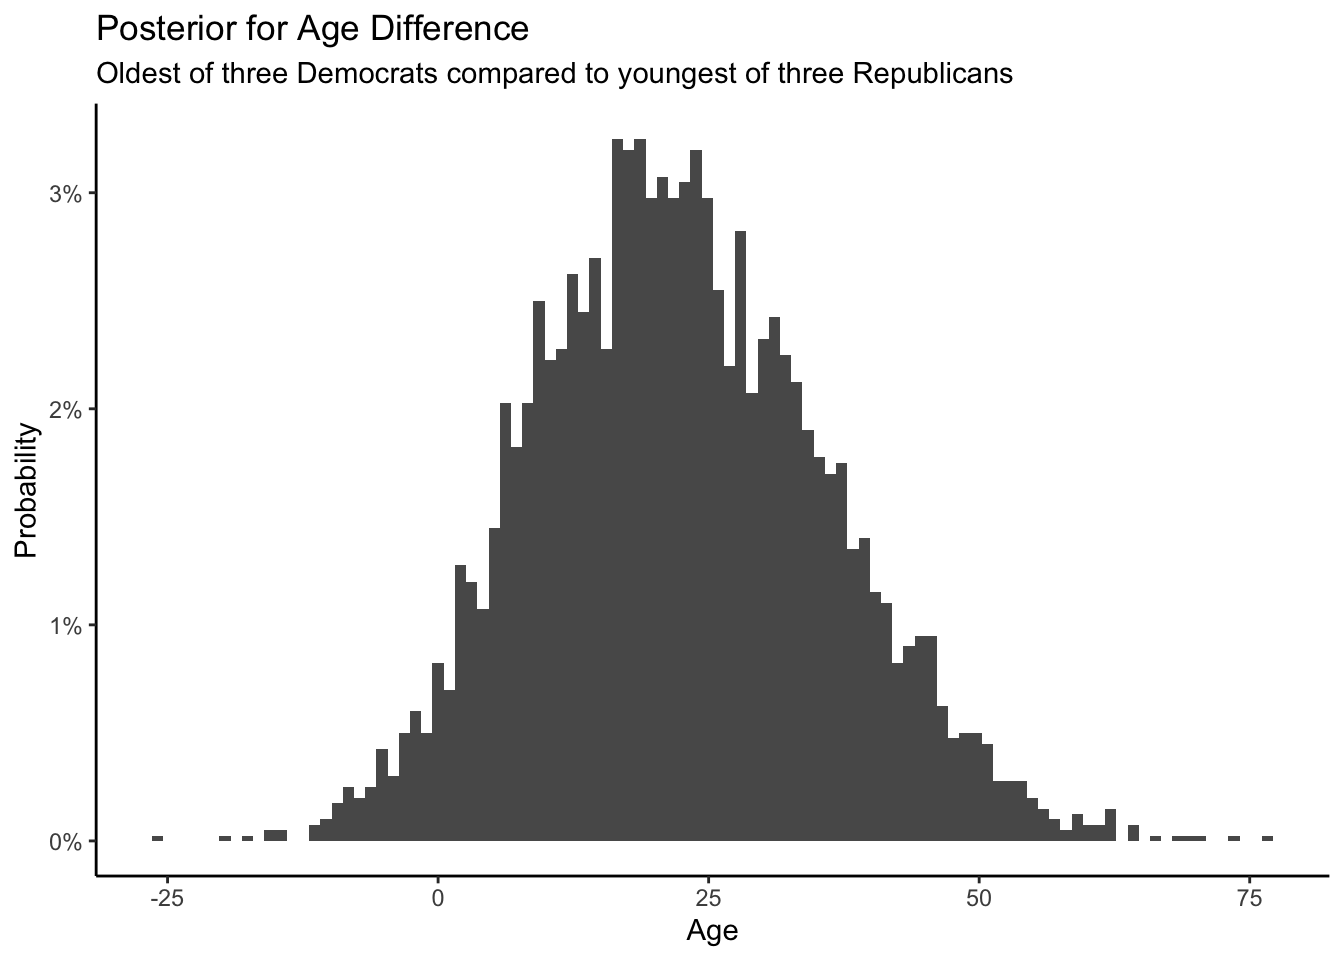 Posterior for Age Difference
Oldest of three Democrats compared to youngest of three Republicans
3%
2%
1%
0%
Probability
-25 0 25 50 75
Age